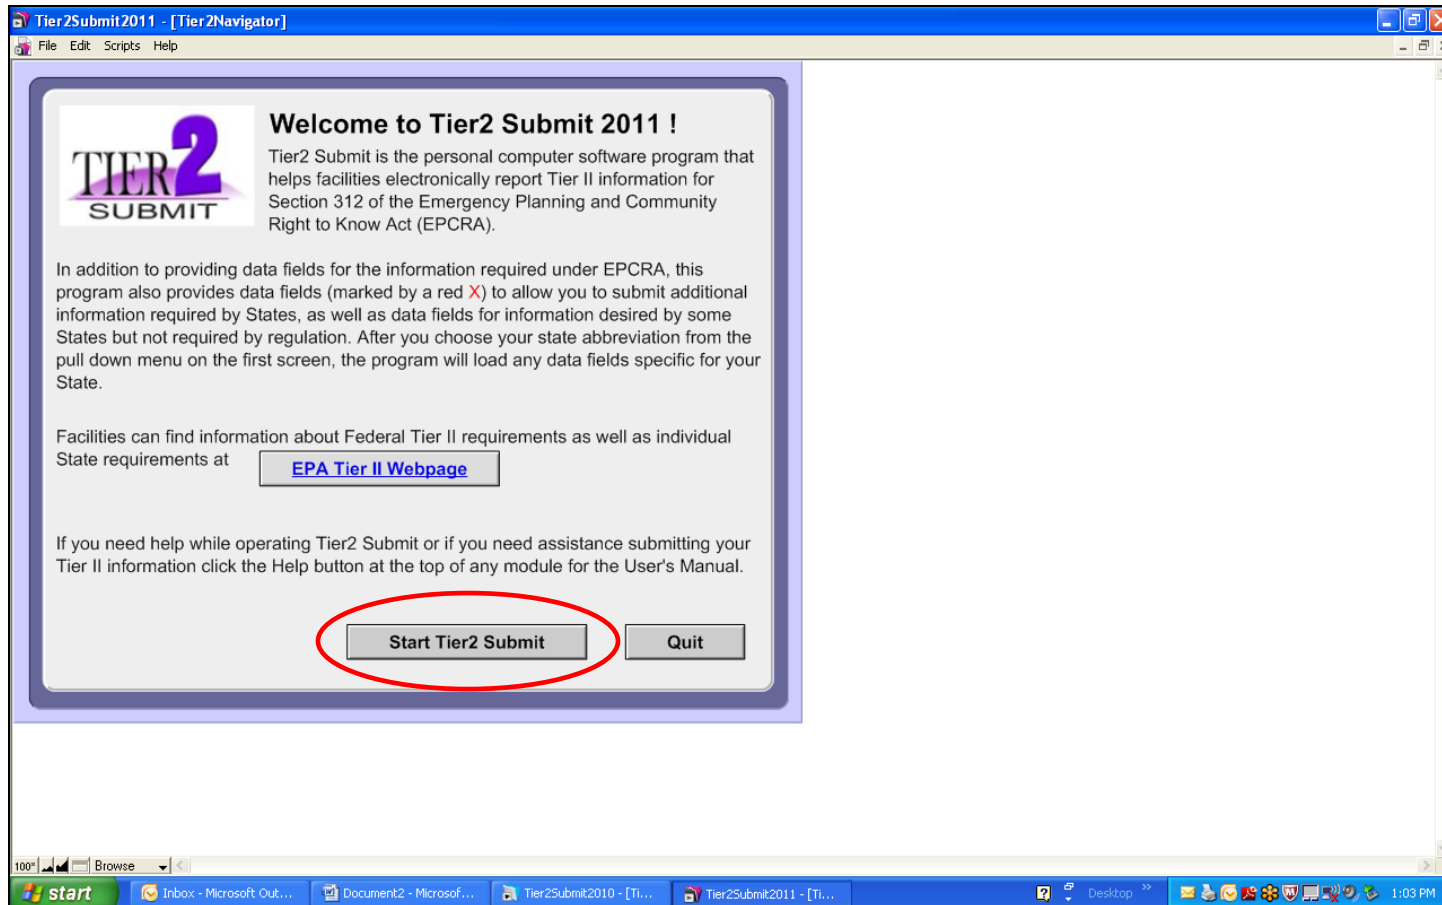 Tier2Submit2011 - [Tier2Navigator]
File Edit Scripts Help
TIER2
SUBMIT
Welcome to Tier2 Submit 2011 !
Tier2 Submit is the personal computer software program that
helps facilities electronically report Tier II information for
Section 312 of the Emergency Planning and Community
Right to Know Act (EPCRA).
In addition to providing data fields for the information required under EPCRA, this
program also provides data fields (marked by a red X) to allow you to submit additional
information required by States, as well as data fields for information desired by some
States but not required by regulation. After you choose your state abbreviation from the
pull down menu on the first screen, the program will load any data fields specific for your
State.
Facilities can find information about Federal Tier II requirements as well as individual
State requirements at
EPA Tier II Webpage
If you need help while operating Tier2 Submit or if you need assistance submitting your
Tier II information click the Help button at the top of any module for the User's Manual.
Start Tier2 Submit Quit
100 Browse
start Inbox - Microsoft Out... Document2 - Microsof... Tier2Submit2010 - [Ti... Tier2Submit2011 - [Ti... Desktop 1:03 PM